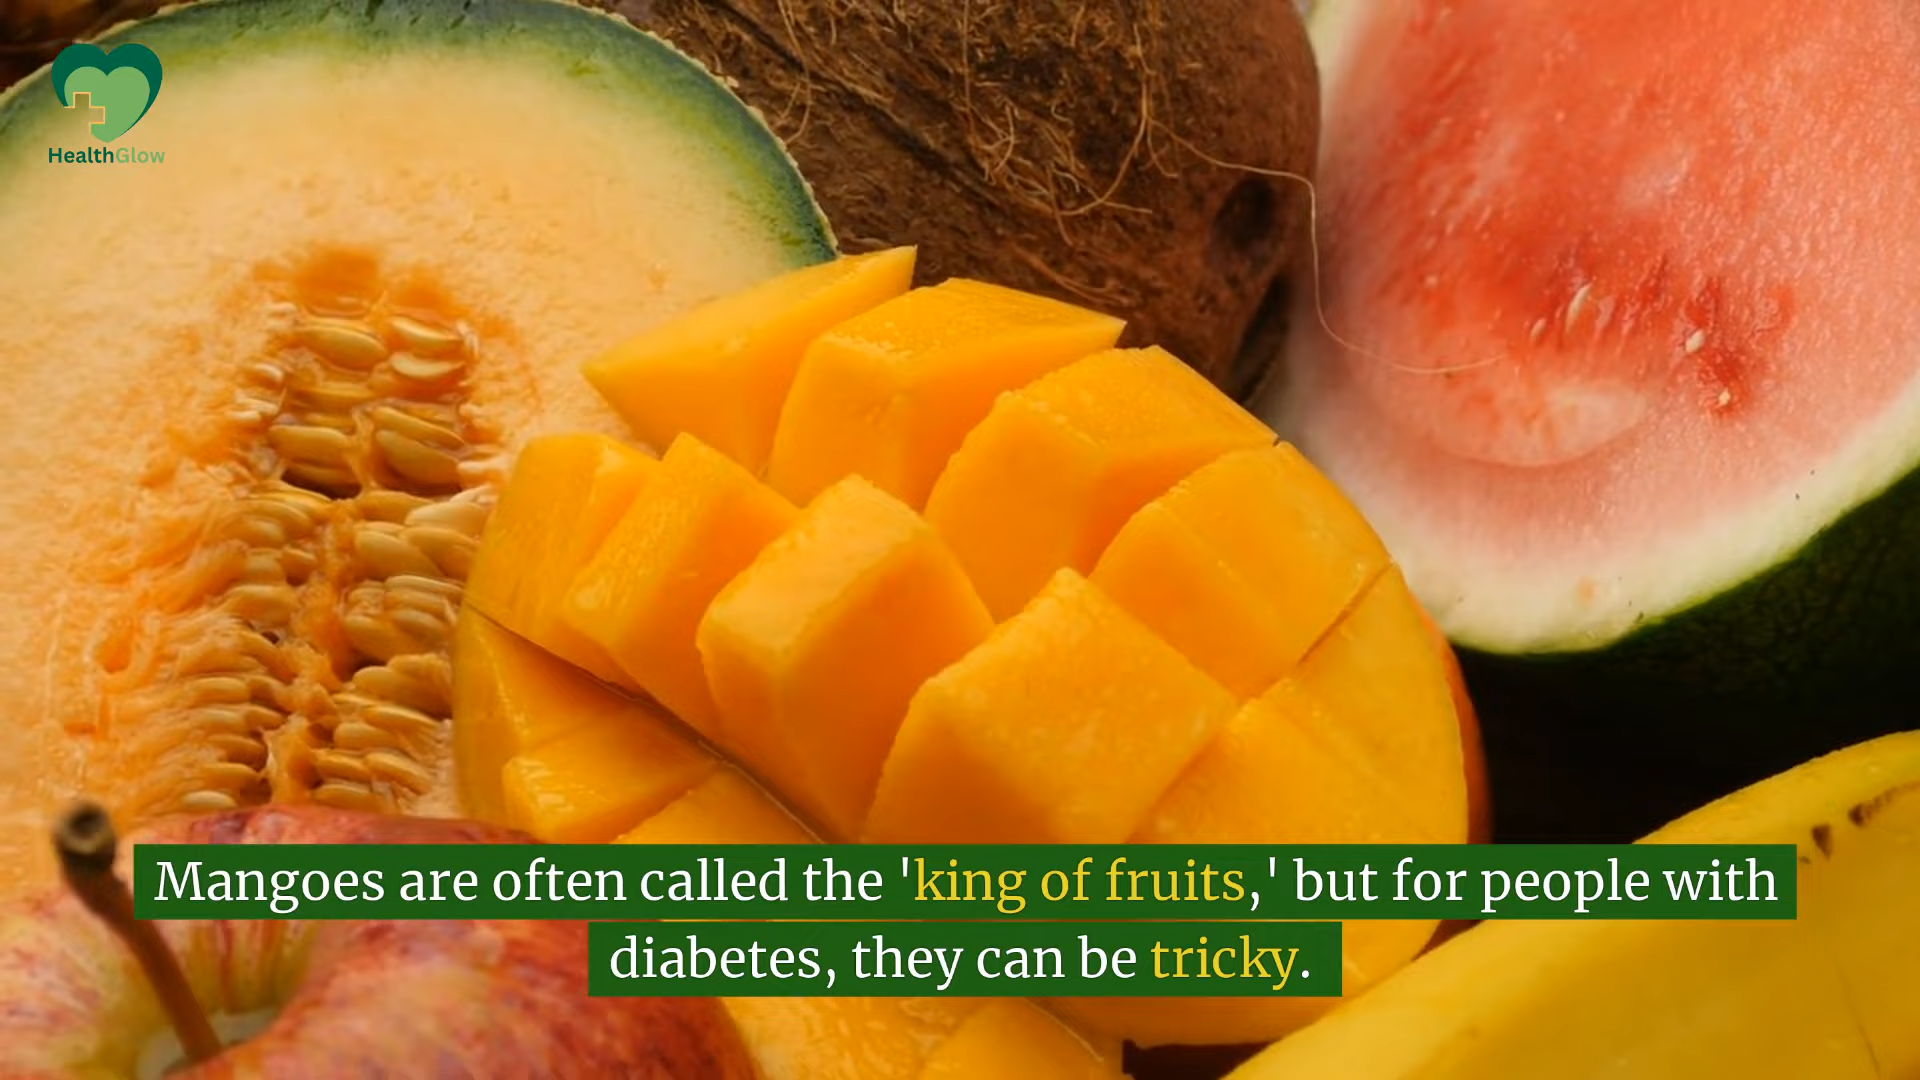 HealthGlow
Mangoes are often called the 'king of fruits,' but for people with
diabetes, they can be tricky.